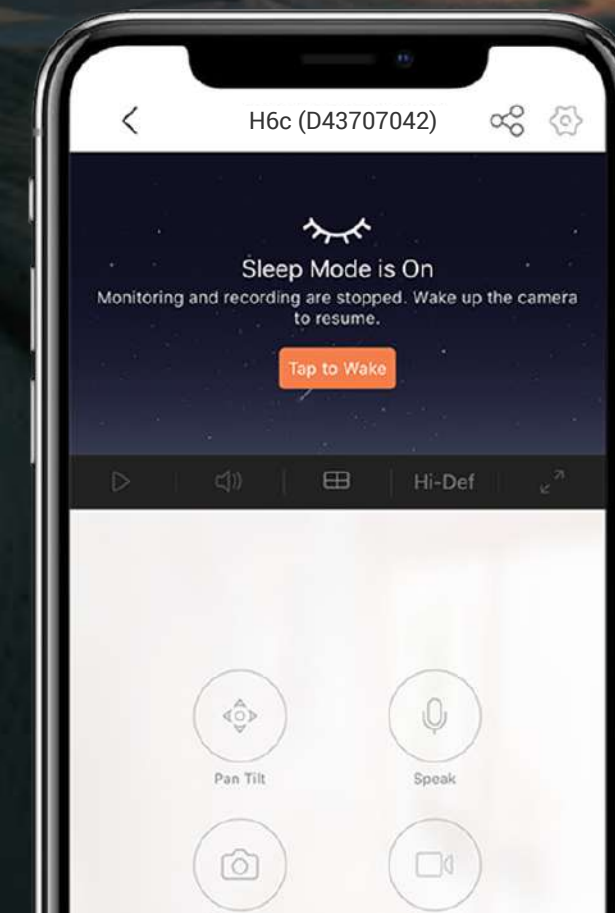 H6c (D43707042)
Sleep Mode is On
Monitoring and recording are stopped. Wake up the camera
to resume.
Tap to Wake
Hi-Def
Pan Tilt
Speak